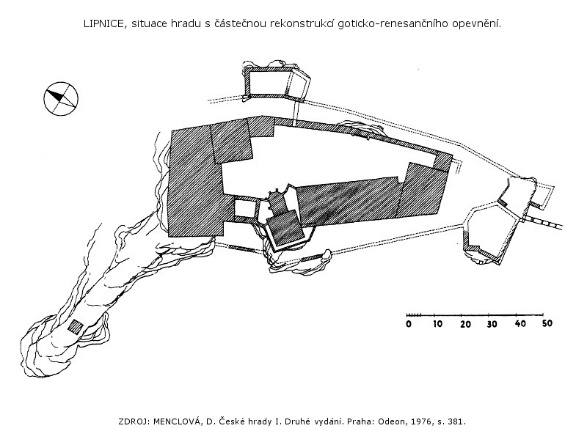 LIPNICE, situace hradu s částečnou rekonstrukcí goticko-renesančního opevnění.
0 10 20 30 40 50
ZDROJ: MENCLOVÁ, D. České hrady I. Druhé vydání. Praha: Odeon, 1976, s. 381.